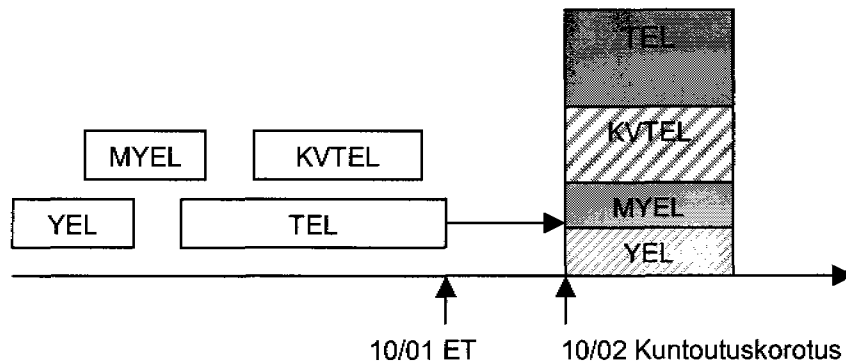 TEL
KVTEL
MYEL
YEL
MYEL
KVTEL
YEL
TEL
10/01 ET
10/02 Kuntoutuskorotus